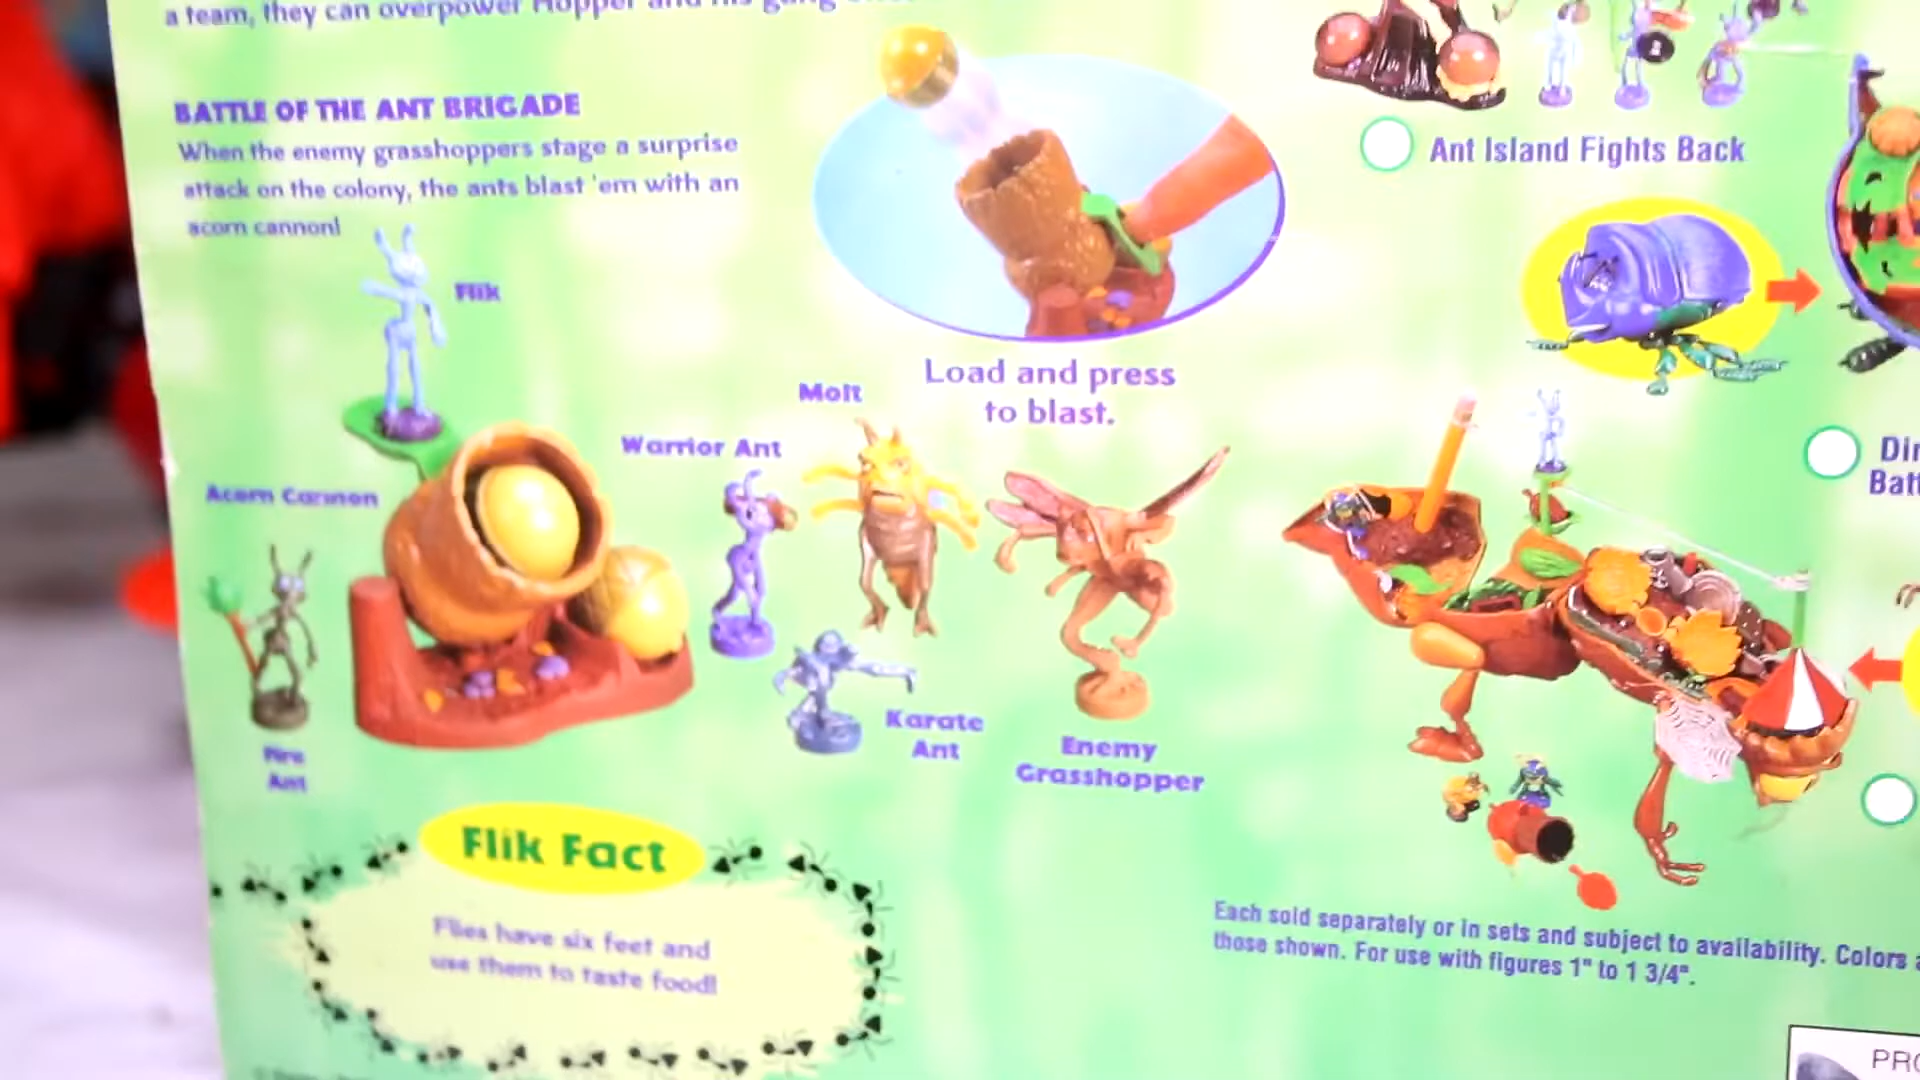 a team, they can overpower Hopper and his gang
BATTLE OF THE ANT BRIGADE
When the enemy grasshoppers stage a surprise
attack on the colony, the ants blast 'em with an
acorn cannon!
Flik
Load and press
to blast.
Molt
Warrior Ant
Acorn Cannon
Karate
Ant
Enemy
Grasshopper
Fire
Ant
Flik Fact
Flies have six feet and
use them to taste food!
Ant Island Fights Back
Each sold separately or in sets and subject to availability. Colors
those shown. For use with figures 1" to 1 3/4".